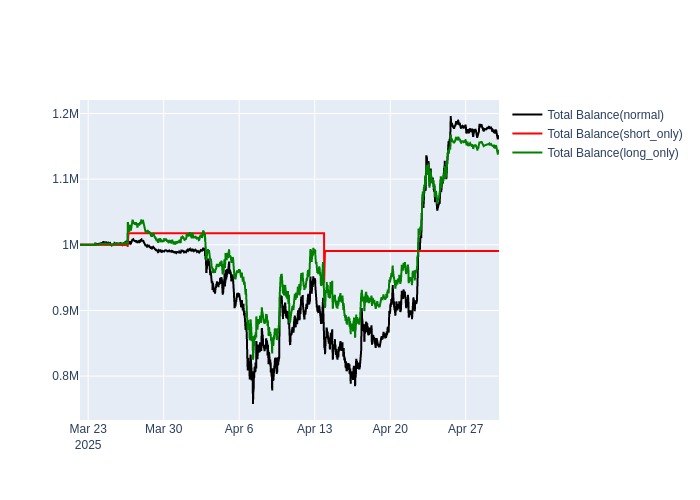 1.2M
1.1M
1M
0.9M
0.8M
Mar 23
2025
Mar 30
Apr 6
Apr 13
Apr 20
Apr 27
Total Balance(normal)
Total Balance(short_only)
Total Balance(long_only)